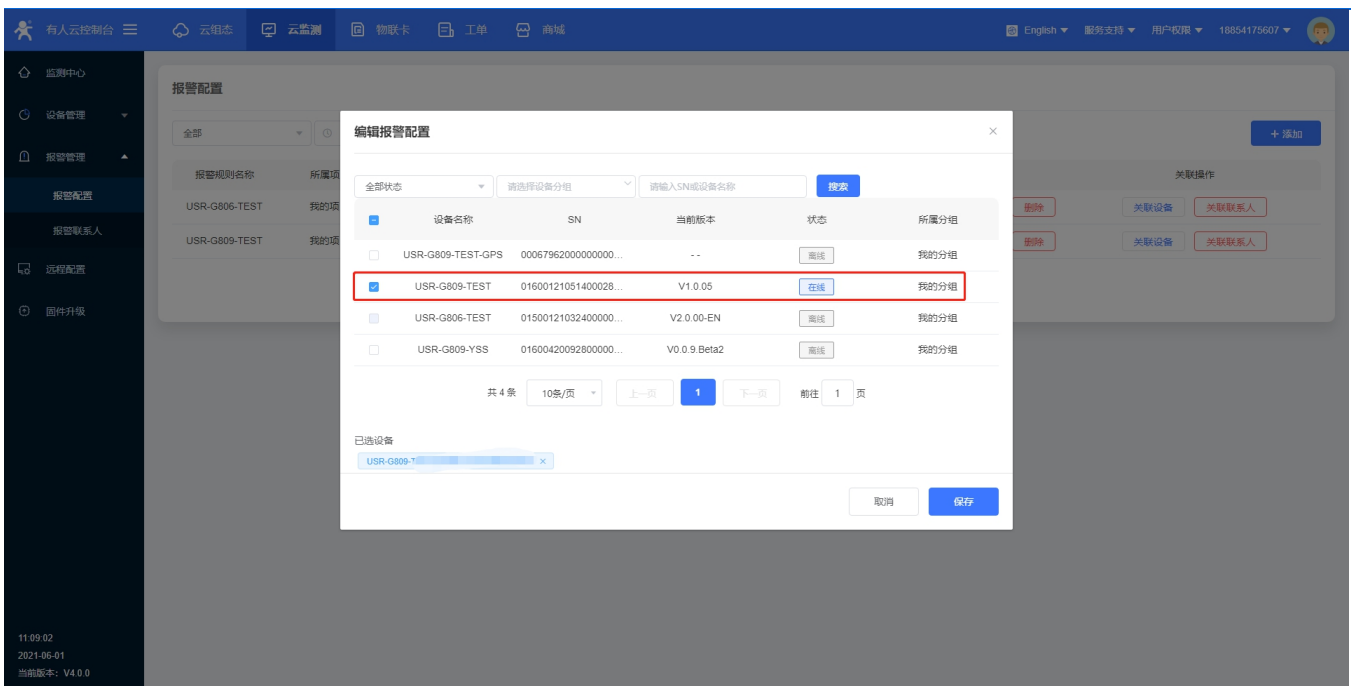 有人云控制台 云组态 云监测 物联卡 工单 商城 English 服务支持 用户权限 18854175607
监测中心
设备管理
报警管理
报警配置
报警联系人
远程配置
固件升级
11:09:02
2021-06-01
当前版本：V4.0.0
报警配置
全部 + 添加
报警规则名称 所属项 关联操作
USR-G806-TEST 我的项 删除 关联设备 关联联系人
USR-G809-TEST 我的项 删除 关联设备 关联联系人
编辑报警配置
全部状态 请选择设备分组 请输入SN或设备名称 搜索
设备名称 SN 当前版本 状态 所属分组
USR-G809-TEST-GPS 00067962000000000... - - 离线 我的分组
USR-G809-TEST 01600121051400028... V1.0.05 在线 我的分组
USR-G806-TEST 01500121032400000... V2.0.00-EN 离线 我的分组
USR-G809-YSS 01600420092800000... V0.0.9.Beta2 离线 我的分组
共 4 条 10条/页 上一页 1 下一页 前往 1 页
已选设备
USR-G809-T
取消 保存